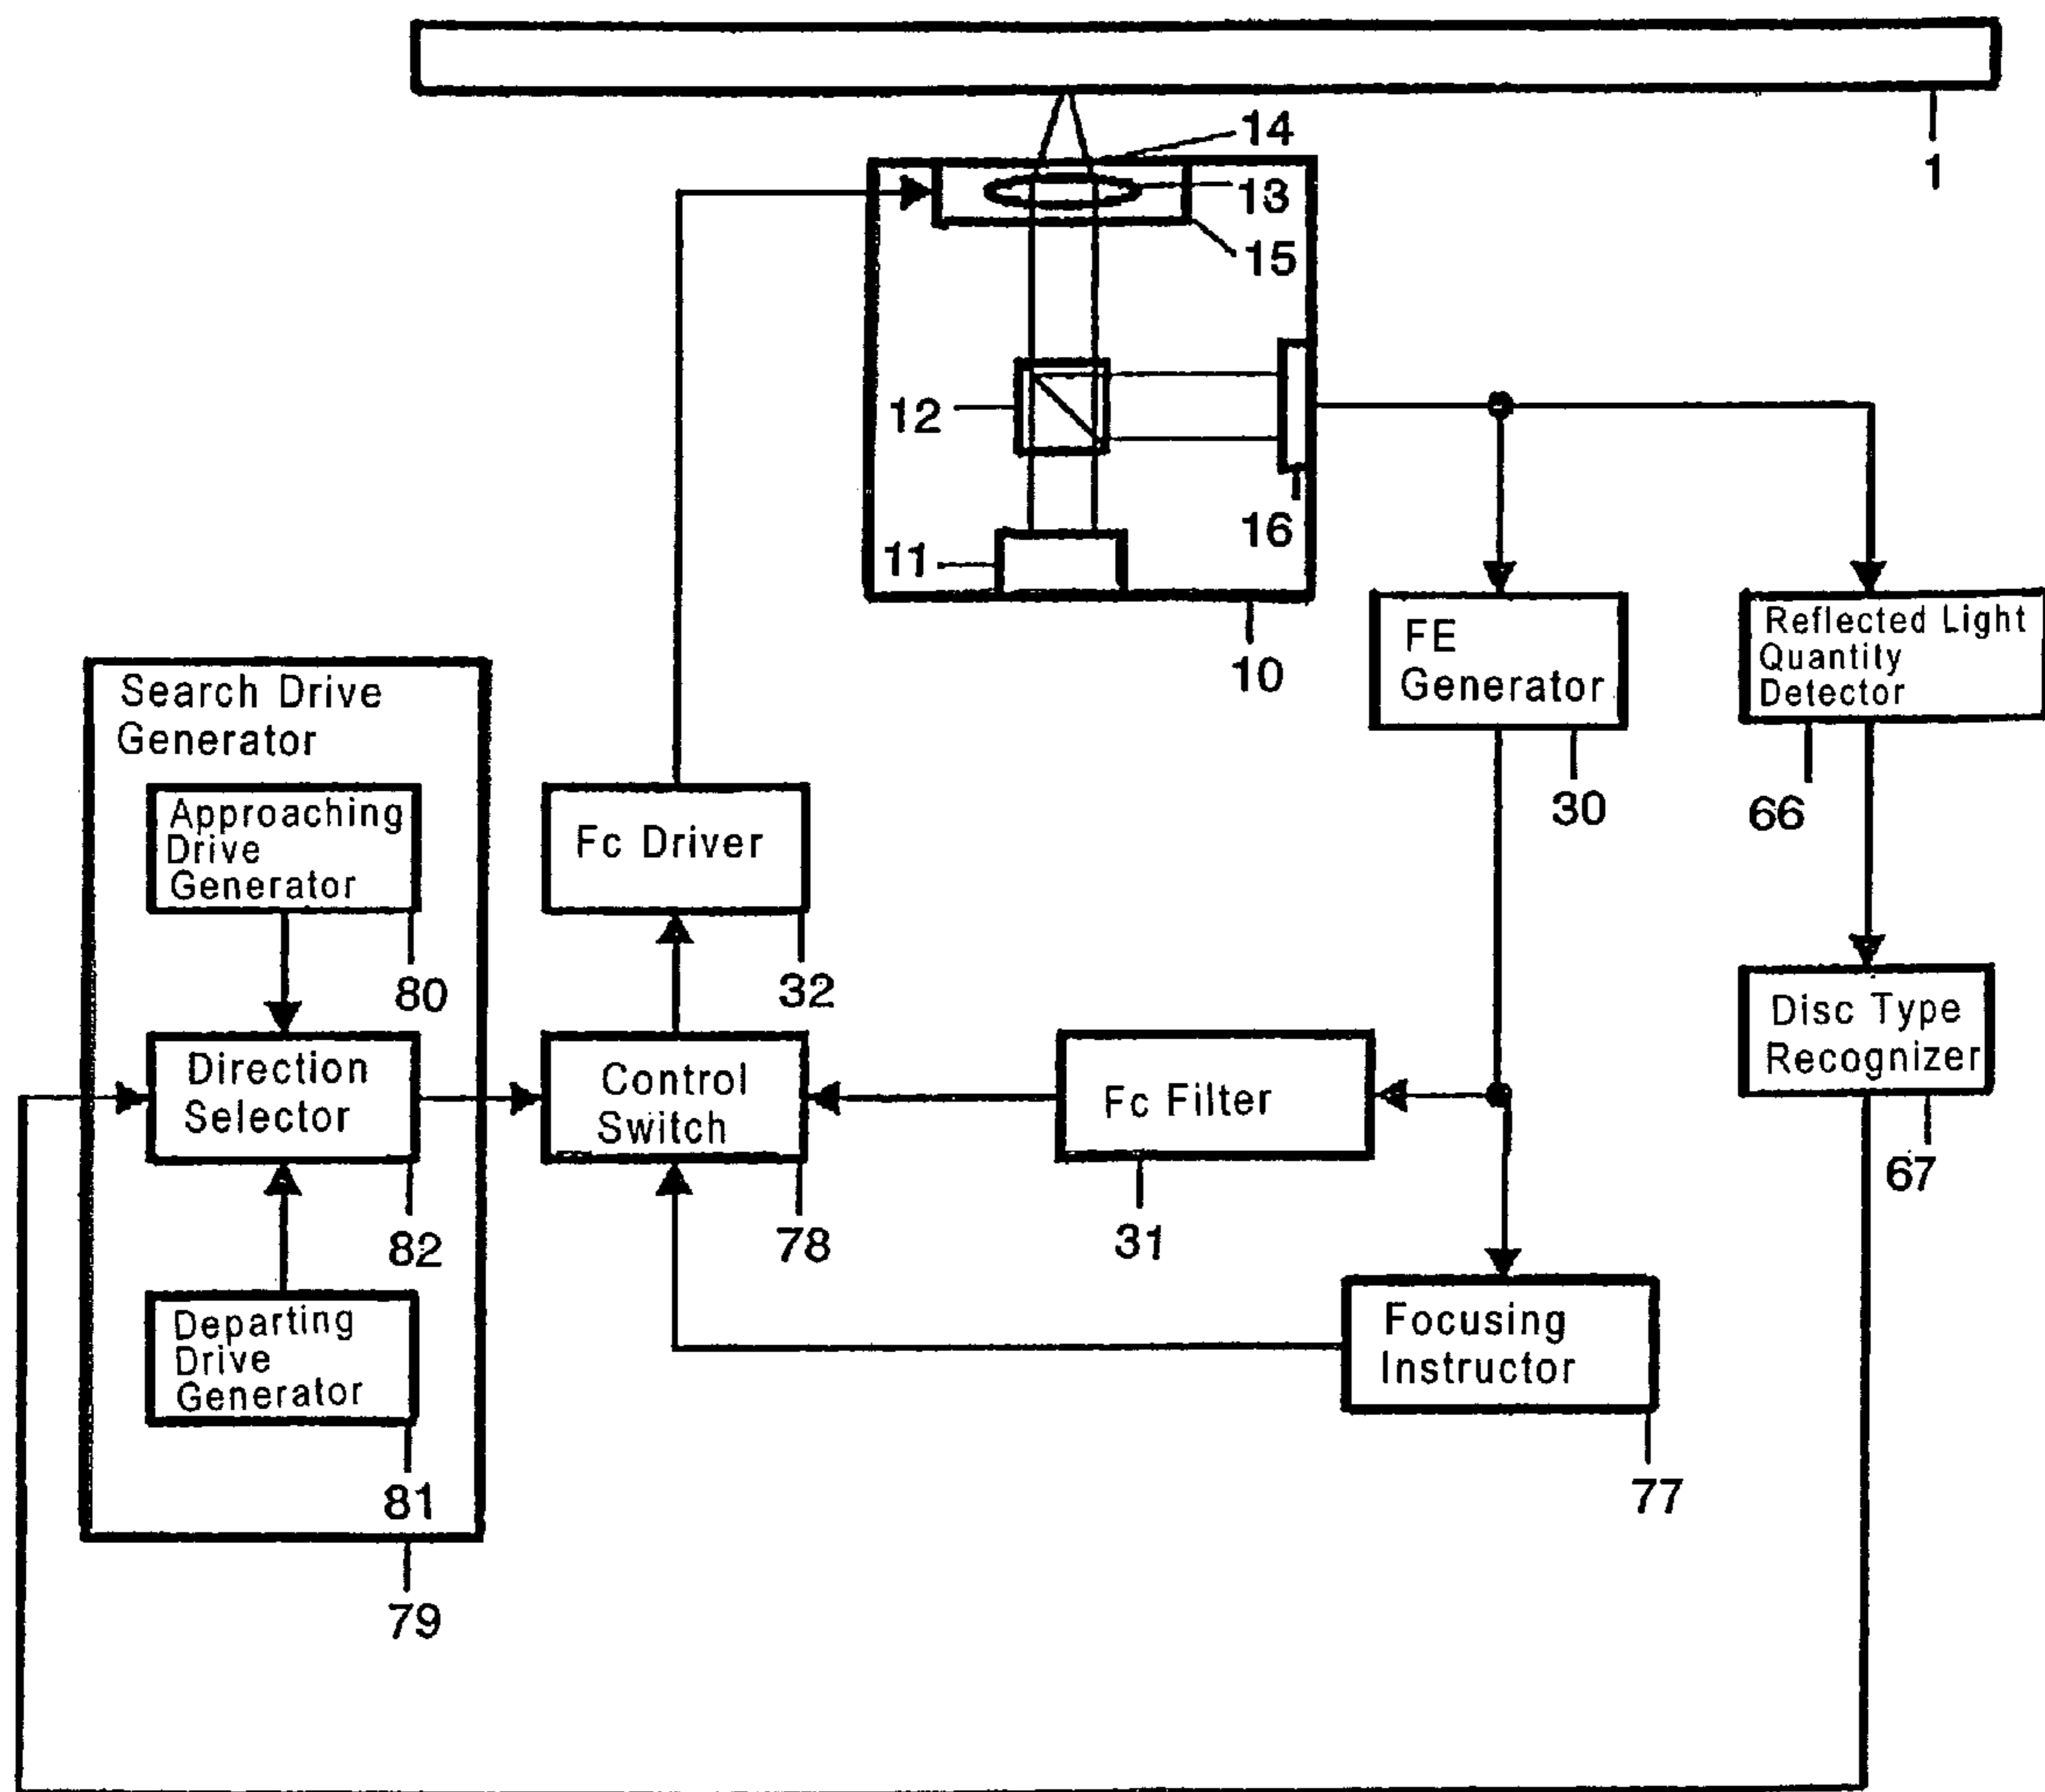 1
14
13
15
12
16
11
10
FE
Generator
30
Reflected Light
Quantity
Detector
66
Search Drive
Generator
Approaching
Drive
Generator
80
Fc Driver
32
Direction
Selector
82
Control
Switch
78
Fc Filter
31
Disc Type
Recognizer
67
Departing
Drive
Generator
81
79
Focusing
Instructor
77